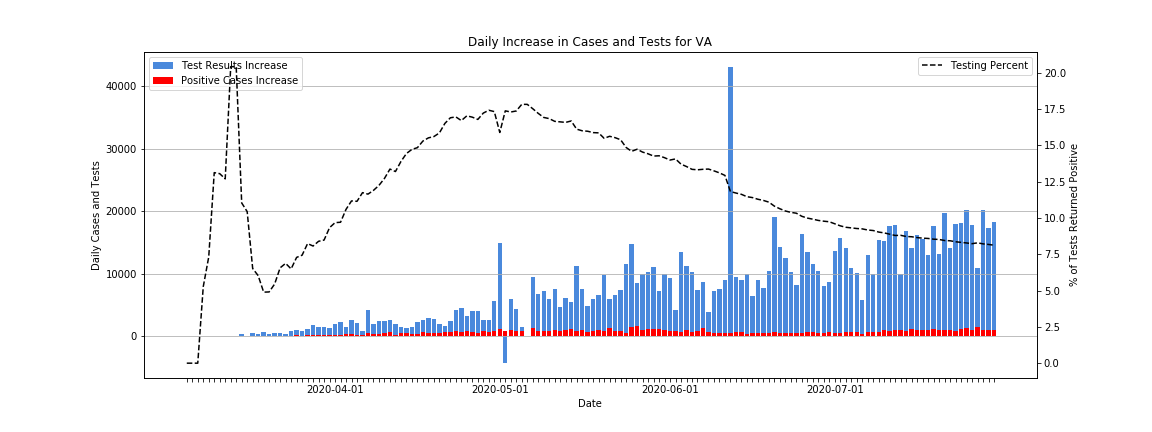 Daily Increase in Cases and Tests for VA
Test Results Increase
Positive Cases Increase
Testing Percent
40000
30000
20000
10000
0
20.0
17.5
15.0
12.5
10.0
7.5
5.0
2.5
0.0
Daily Cases and Tests
% of Tests Returned Positive
2020-04-01
2020-05-01
2020-06-01
2020-07-01
Date